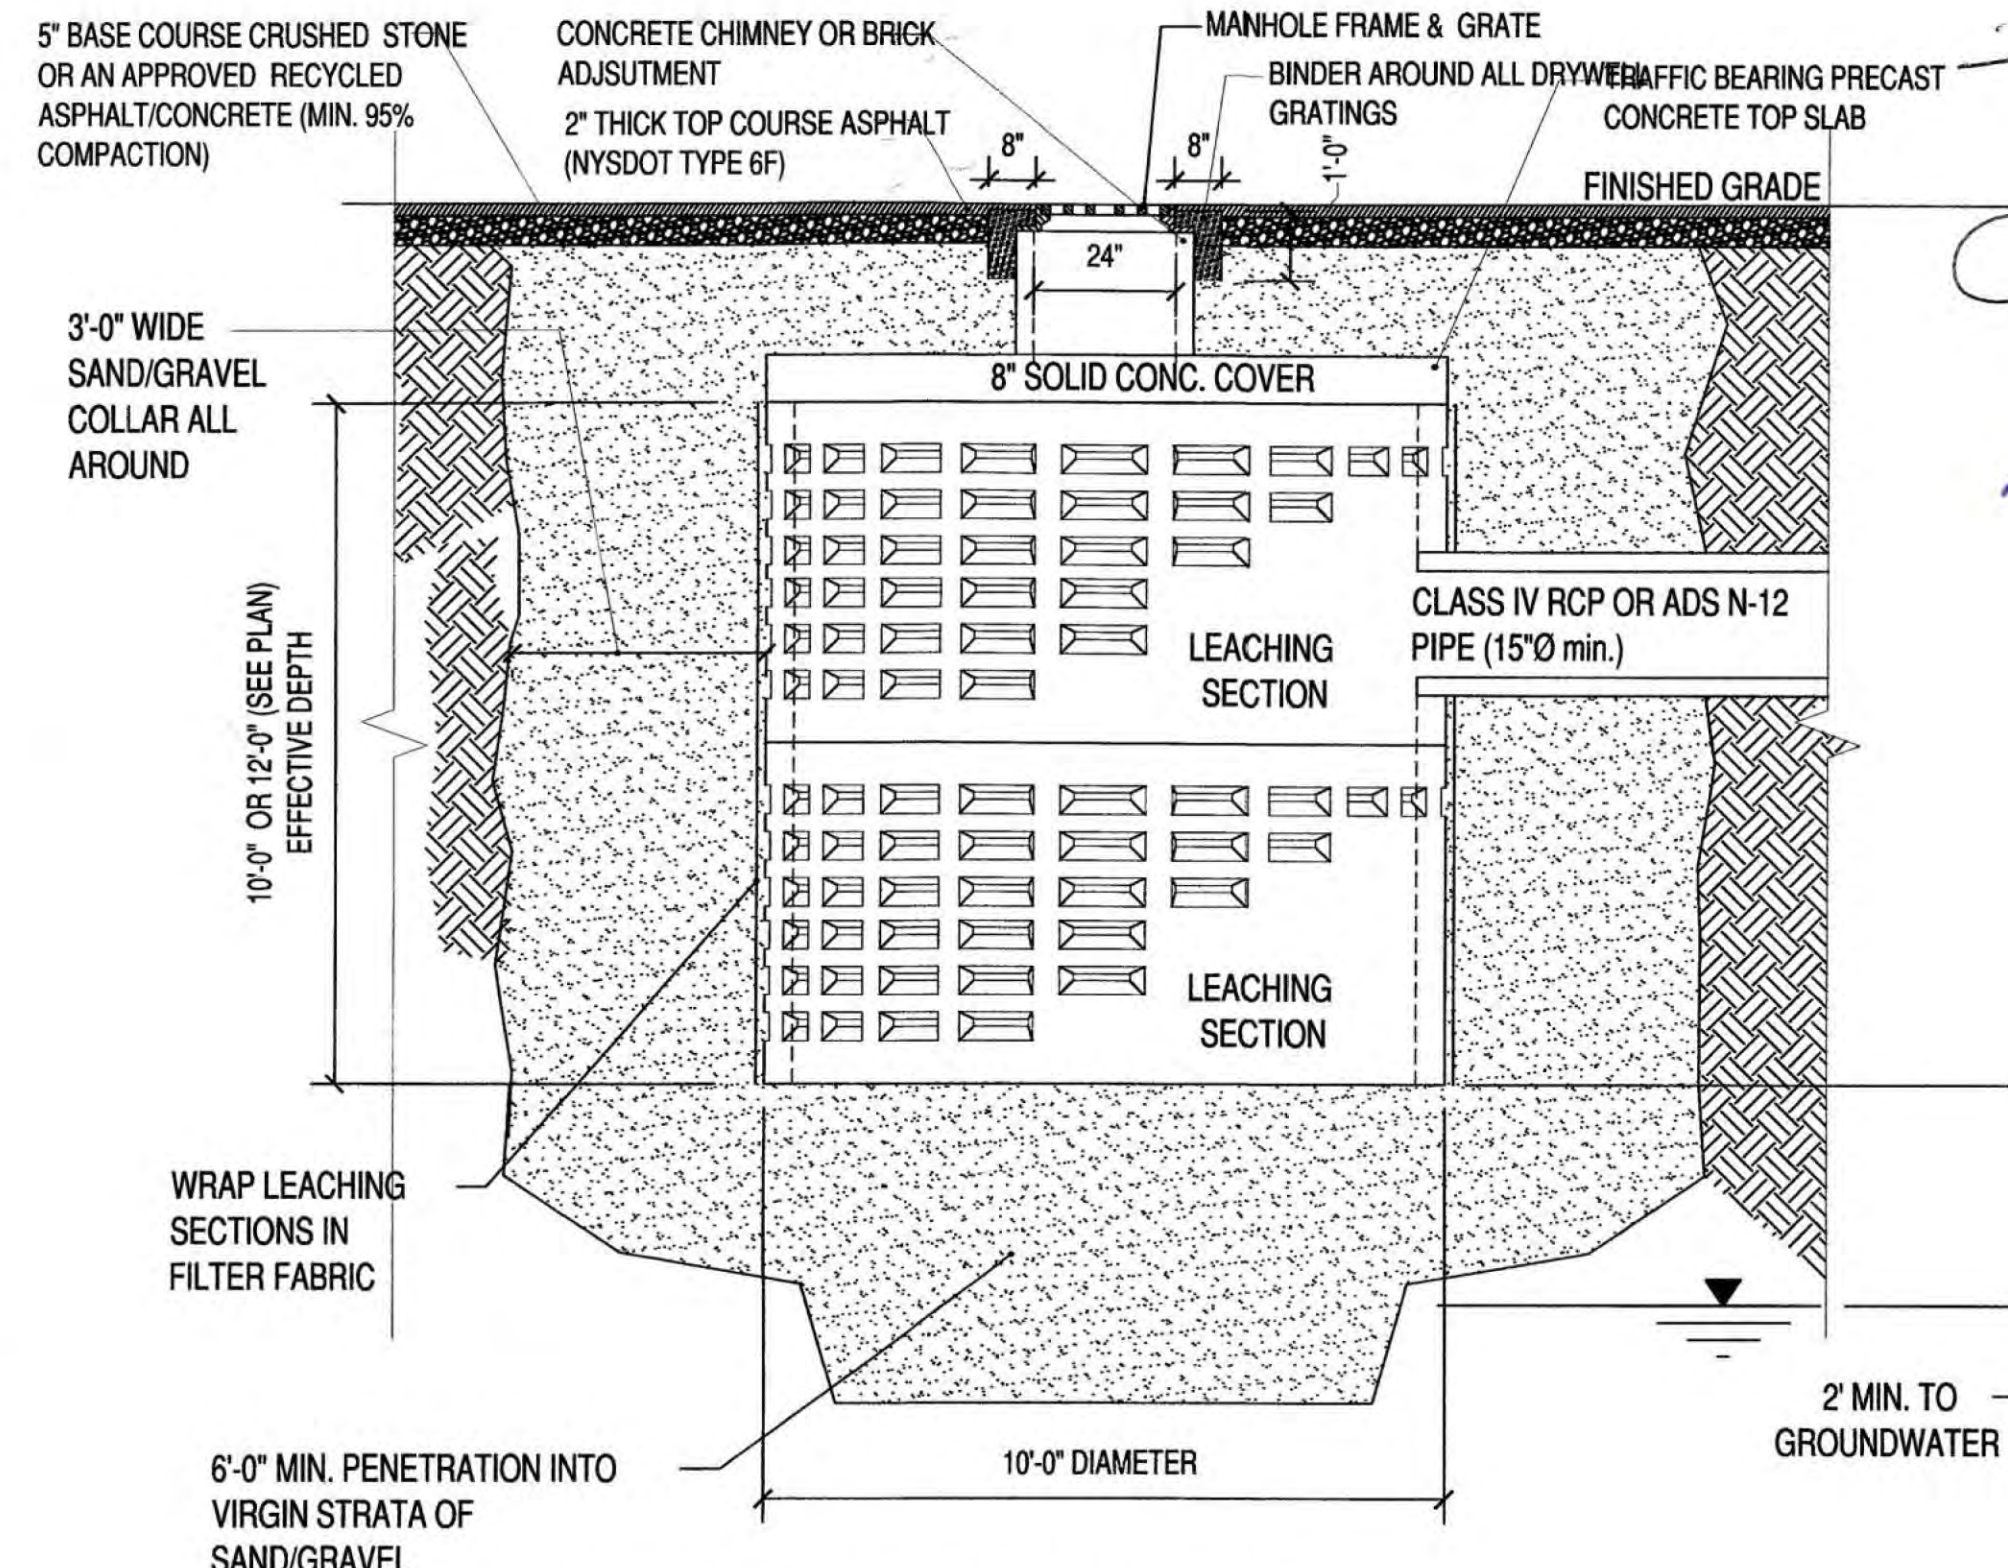 5" BASE COURSE CRUSHED STONE
OR AN APPROVED RECYCLED
ASPHALT/CONCRETE (MIN. 95%
COMPACTION)
CONCRETE CHIMNEY OR BRICK
ADJSUTMENT
2" THICK TOP COURSE ASPHALT
(NYSDOT TYPE 6F)
MANHOLE FRAME & GRATE
BINDER AROUND ALL DRYWELL
GRATINGS
TRAFFIC BEARING PRECAST
CONCRETE TOP SLAB
8"
8"
1'-0"
FINISHED GRADE
24"
3'-0" WIDE
SAND/GRAVEL
COLLAR ALL
AROUND
8" SOLID CONC. COVER
10'-0" OR 12'-0" (SEE PLAN)
EFFECTIVE DEPTH
CLASS IV RCP OR ADS N-12
PIPE (15"Ø min.)
LEACHING
SECTION
LEACHING
SECTION
WRAP LEACHING
SECTIONS IN
FILTER FABRIC
6'-0" MIN. PENETRATION INTO
VIRGIN STRATA OF
SAND/GRAVEL
10'-0" DIAMETER
2' MIN. TO
GROUNDWATER